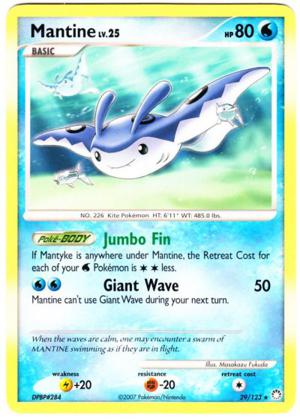 Mantine LV.25 HP 80
BASIC
NO. 226 Kite Pokémon HT: 6'11" WT: 485.0 lbs.
Poké-BODY Jumbo Fin
If Mantyke is anywhere under Mantine, the Retreat Cost for
each of your Pokémon is less.
Giant Wave 50
Mantine can't use Giant Wave during your next turn.
When the waves are calm, one may encounter a swarm of
MANTINE swimming as if in flight.
Illus. Masakazu Fukuda
weakness resistance retreat cost
+20 -20
DPBP#284 ©2007 Pokémon/Nintendo 29/123